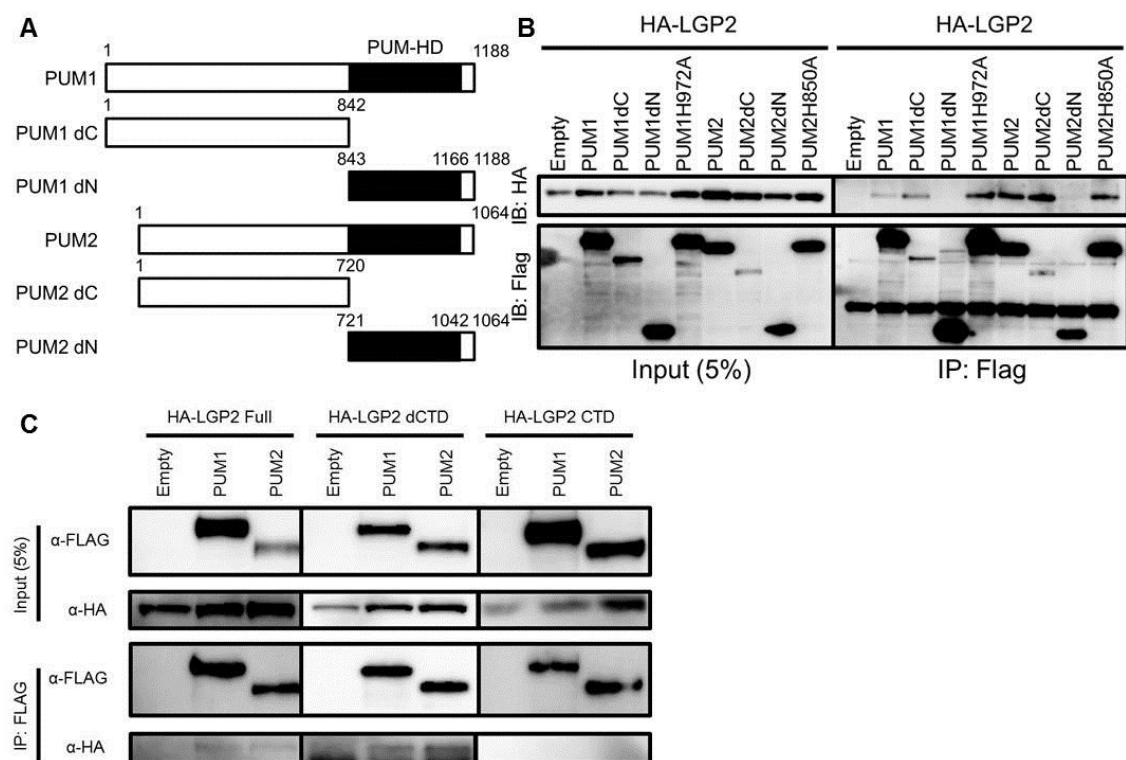 A
1 PUM-HD 1188
PUM1
1 842
PUM1 dC
843 1166 1188
PUM1 dN
1 1064
PUM2
1 720
PUM2 dC
721 1042 1064
PUM2 dN
B
HA-LGP2 HA-LGP2
Empty PUM1 PUM1dC PUM1dN PUM1H972A PUM2 PUM2dC PUM2dN PUM2H850A Empty PUM1 PUM1dC PUM1dN PUM1H972A PUM2 PUM2dC PUM2dN PUM2H850A
IB: HA
IB: Flag
Input (5%) IP: Flag
C
HA-LGP2 Full HA-LGP2 dCTD HA-LGP2 CTD
Empty PUM1 PUM2 Empty PUM1 PUM2 Empty PUM1 PUM2
Input (5%)
α-FLAG
α-HA
IP: FLAG
α-FLAG
α-HA